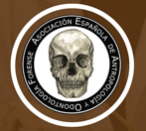 ASOCIACIÓN ESPAÑOLA DE ANTROPOLOGÍA Y ODONTOLOGÍA FORENSE